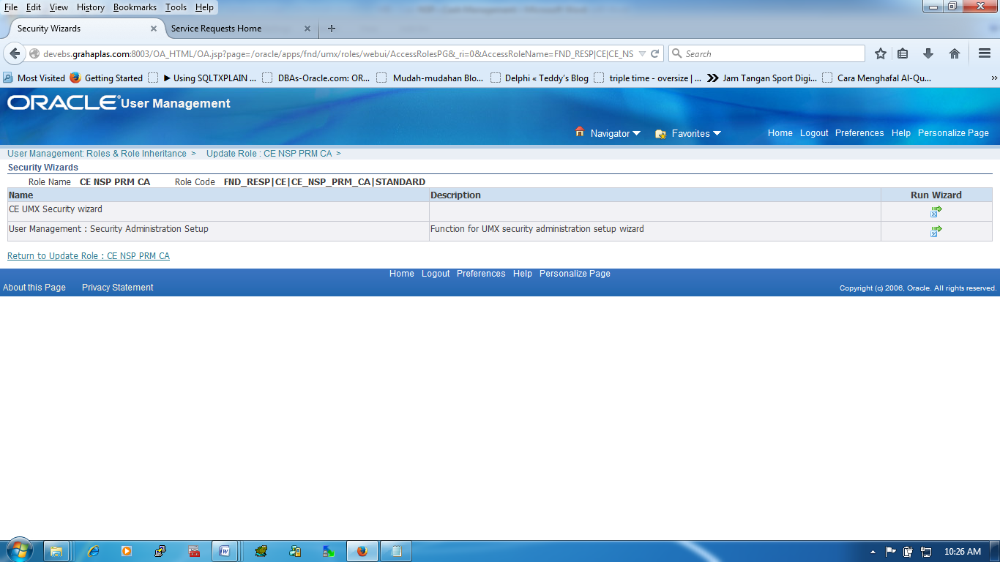 File Edit View History Bookmarks Tools Help
Security Wizards × Service Requests Home × +
devebs.grahaplas.com:8003/OA_HTML/OA.jsp?page=/oracle/apps/fnd/umx/roles/webui/AccessRolesPG&_ri=0&AccessRoleName=FND_RESP|CE|CE_NS Search
Most Visited Getting Started ▶ Using SQLTXPLAIN ... DBAs-Oracle.com: OR... Mudah-mudahan Blo... Delphi « Teddy's Blog triple time - oversize | ... Jam Tangan Sport Digi... Cara Menghafal Al-Qu... »
ORACLE® User Management
Navigator Favorites Home Logout Preferences Help Personalize Page
User Management: Roles & Role Inheritance > Update Role : CE NSP PRM CA >
Security Wizards
Role Name CE NSP PRM CA Role Code FND_RESP|CE|CE_NSP_PRM_CA|STANDARD
Name Description Run Wizard
CE UMX Security wizard
User Management : Security Administration Setup Function for UMX security administration setup wizard
Return to Update Role : CE NSP PRM CA
Home Logout Preferences Help Personalize Page
About this Page Privacy Statement Copyright (c) 2006, Oracle. All rights reserved.
10:26 AM